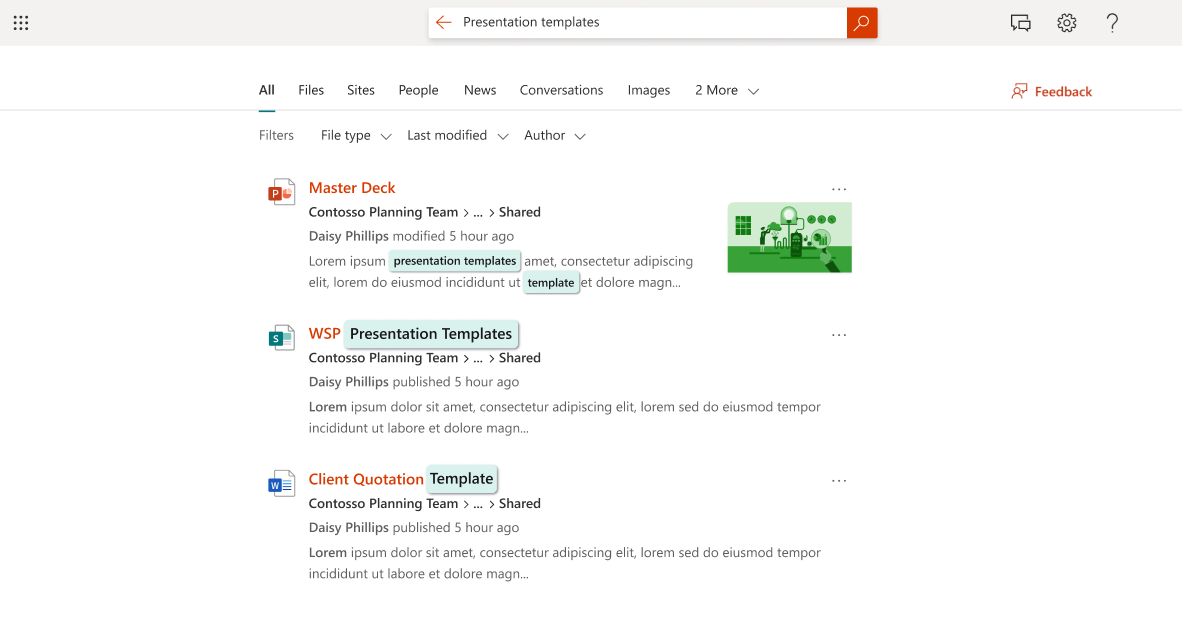 Presentation templates
All Files Sites People News Conversations Images 2 More
Feedback
Filters File type Last modified Author
P
Master Deck
Contosso Planning Team > ... > Shared
Daisy Phillips modified 5 hour ago
Lorem ipsum presentation templates amet, consectetur adipiscing
elit, lorem do eiusmod incididunt ut template et dolore magn...
S
WSP Presentation Templates
Contosso Planning Team > ... > Shared
Daisy Phillips published 5 hour ago
Lorem ipsum dolor sit amet, consectetur adipiscing elit, lorem sed do eiusmod tempor
incididunt ut labore et dolore magn...
W
Client Quotation Template
Contosso Planning Team > ... > Shared
Daisy Phillips published 5 hour ago
Lorem ipsum dolor sit amet, consectetur adipiscing elit, lorem sed do eiusmod tempor
incididunt ut labore et dolore magn...